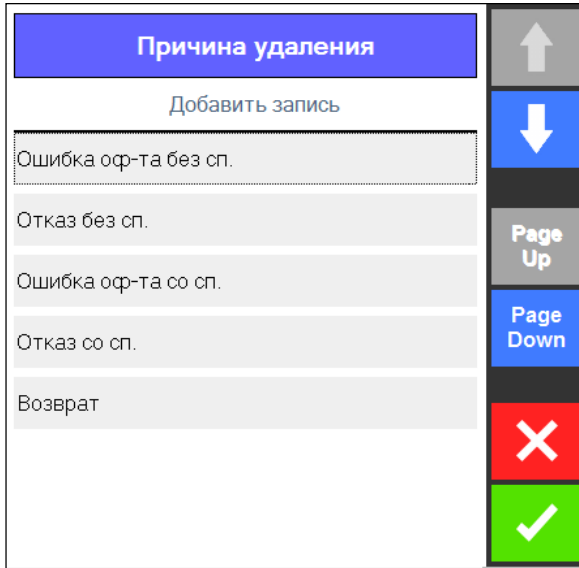 Причина удаления
Добавить запись
Ошибка оф-та без сп.
Отказ без сп.
Ошибка оф-та со сп.
Отказ со сп.
Возврат
Page
Up
Page
Down